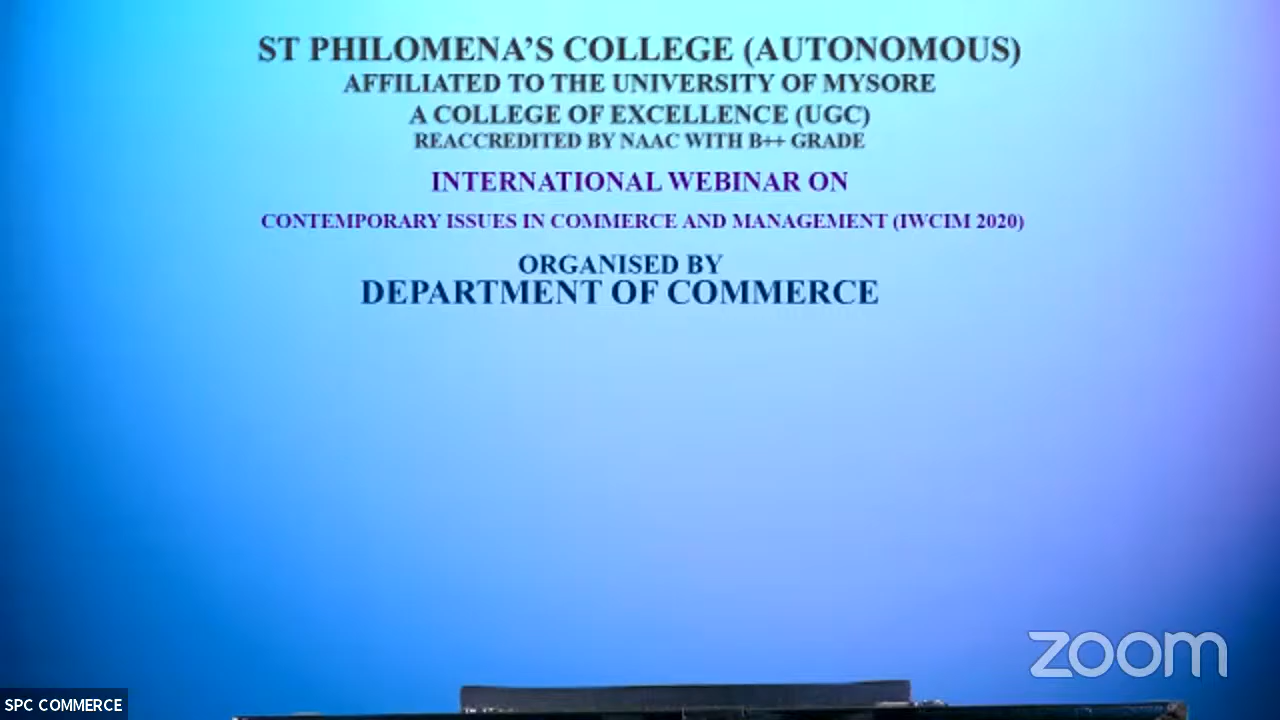 ST PHILOMENA'S COLLEGE (AUTONOMOUS)
AFFILIATED TO THE UNIVERSITY OF MYSORE
A COLLEGE OF EXCELLENCE (UGC)
REACCREDITED BY NAAC WITH B++ GRADE
INTERNATIONAL WEBINAR ON
CONTEMPORARY ISSUES IN COMMERCE AND MANAGEMENT (IWCIM 2020)
ORGANISED BY
DEPARTMENT OF COMMERCE
zoom
SPC COMMERCE